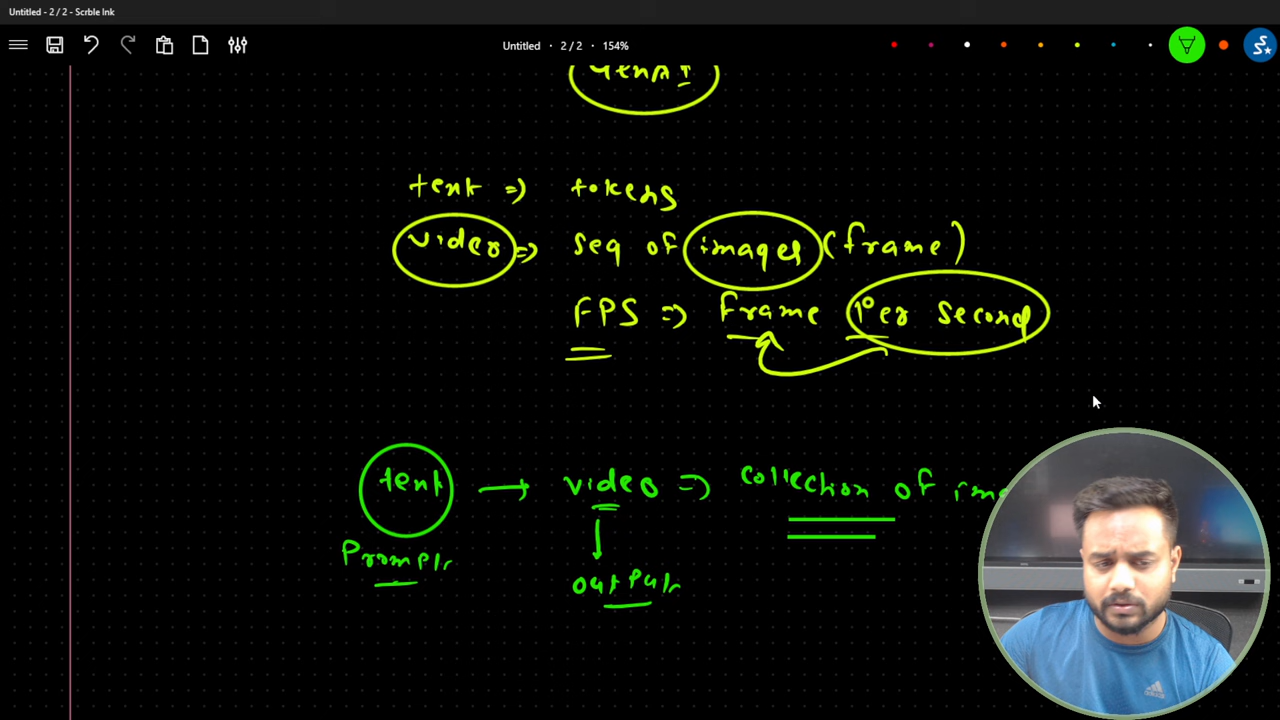 Untitled - 2 / 2 - Scrble Ink
Untitled • 2 / 2 • 154%
GenAI
text => tokens
video => seq of images (frame)
FPS => frame per second
text → video => collection of
Prompt
output
adidas